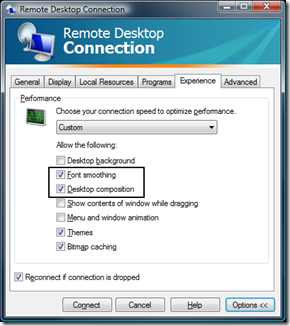 Remote Desktop Connection
Remote Desktop
Connection
General Display Local Resources Programs Experience Advanced
Performance
Choose your connection speed to optimize performance.
Custom
Allow the following:
Desktop background
Font smoothing
Desktop composition
Show contents of window while dragging
Menu and window animation
Themes
Bitmap caching
Reconnect if connection is dropped
Connect Cancel Help Options <<